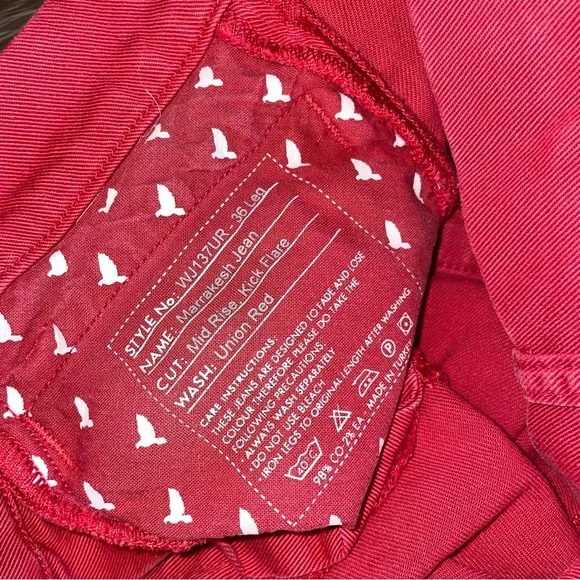 STYLE No: WJ137UR - 36 Leg
NAME: Marrakesh Jean
CUT: Mid Rise, Kick Flare
WASH: Union Red
CARE INSTRUCTIONS
THESE JEANS ARE DESIGNED TO FADE AND LOSE
COLOUR THEREFORE PLEASE DO TAKE THE
FOLLOWING PRECAUTIONS.
- ALWAYS WASH SEPARATELY
- DO NOT USE BLEACH
IRON LEGS TO ORIGINAL LENGTH AFTER WASHING
40°C
P
98% CO-2% EA - MADE IN TURKEY